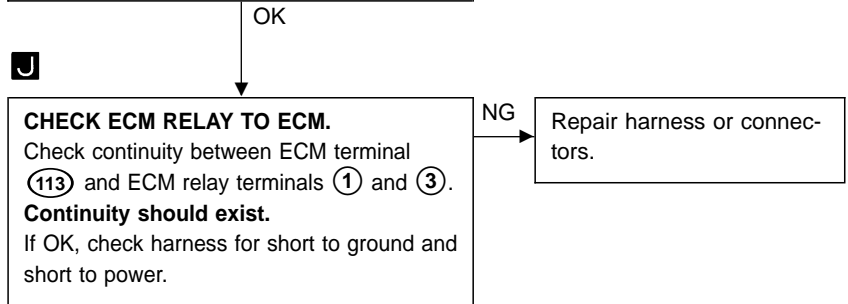 OK
J
CHECK ECM RELAY TO ECM.
Check continuity between ECM terminal
113 and ECM relay terminals 1 and 3.
Continuity should exist.
If OK, check harness for short to ground and
short to power.
NG
Repair harness or connec-
tors.